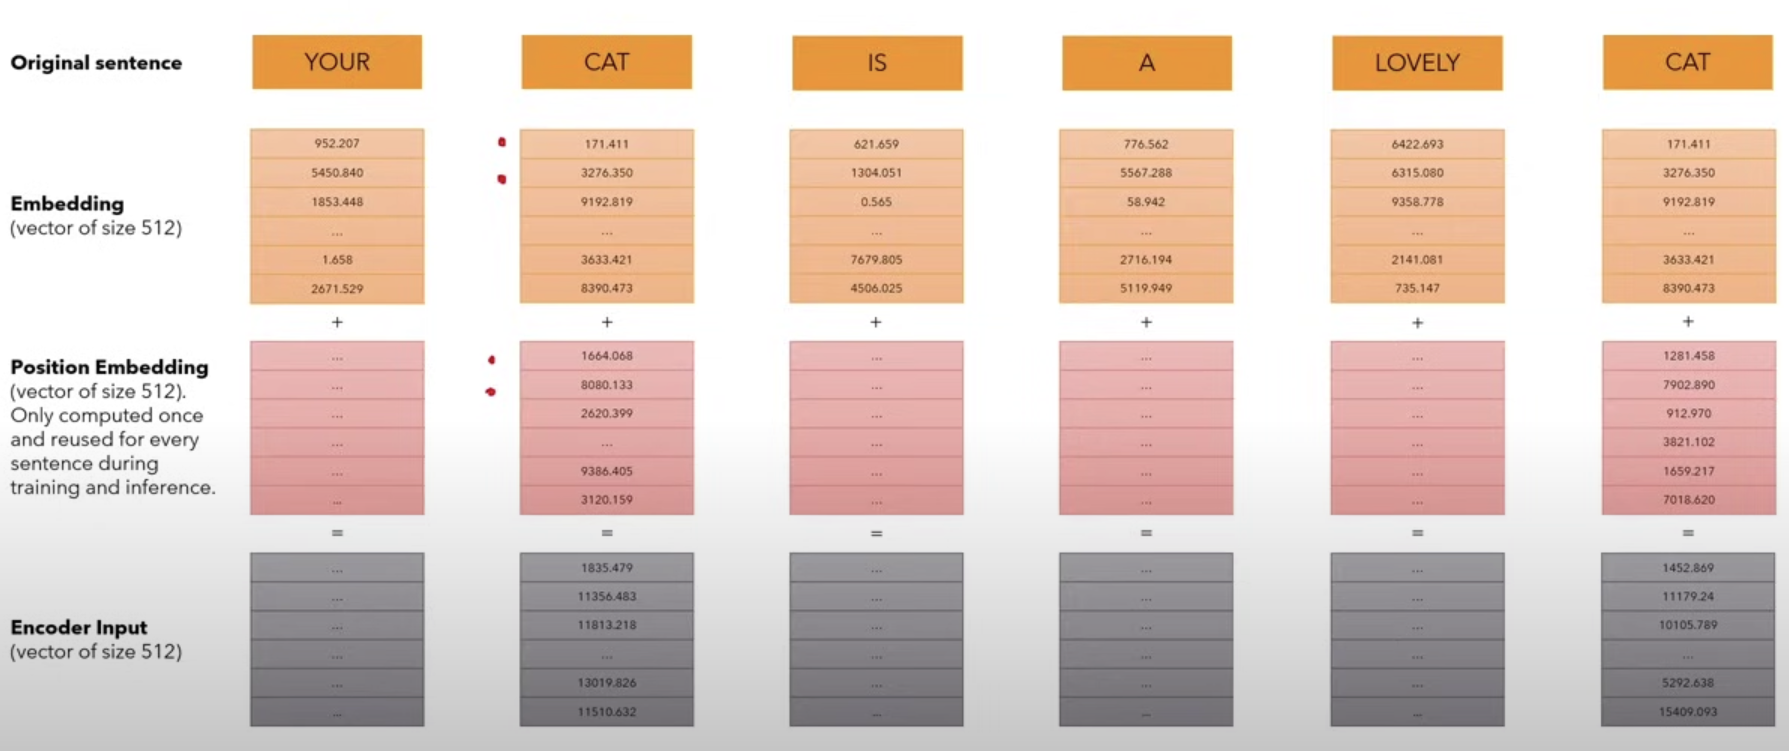 Original sentence YOUR CAT IS A LOVELY CAT
952.207 171.411 621.659 776.562 6422.693 171.411
5450.840 3276.350 1304.051 5567.288 6315.080 3276.350
Embedding 1853.448 9192.819 0.565 58.942 9358.778 9192.819
(vector of size 512) ... ... ... ... ... ...
1.658 3633.421 7679.805 2716.194 2141.081 3633.421
2671.529 8390.473 4506.025 5119.949 735.147 8390.473
+ + + + + +
... 1664.068 ... ... ... 1281.458
Position Embedding
(vector of size 512). ... 8080.133 ... ... ... 7902.890
Only computed once ... 2620.399 ... ... ... 912.970
and reused for every ... ... ... ... ... 3821.102
sentence during ... 9386.405 ... ... ... 1659.217
training and inference. ... 3120.159 ... ... ... 7018.620
= = = = = =
... 1835.479 ... ... ... 1452.869
... 11356.483 ... ... ... 11179.24
Encoder Input ... 11813.218 ... ... ... 10105.789
(vector of size 512) ... ... ... ... ... ...
... 13019.826 ... ... ... 5292.638
... 11510.632 ... ... ... 15409.093